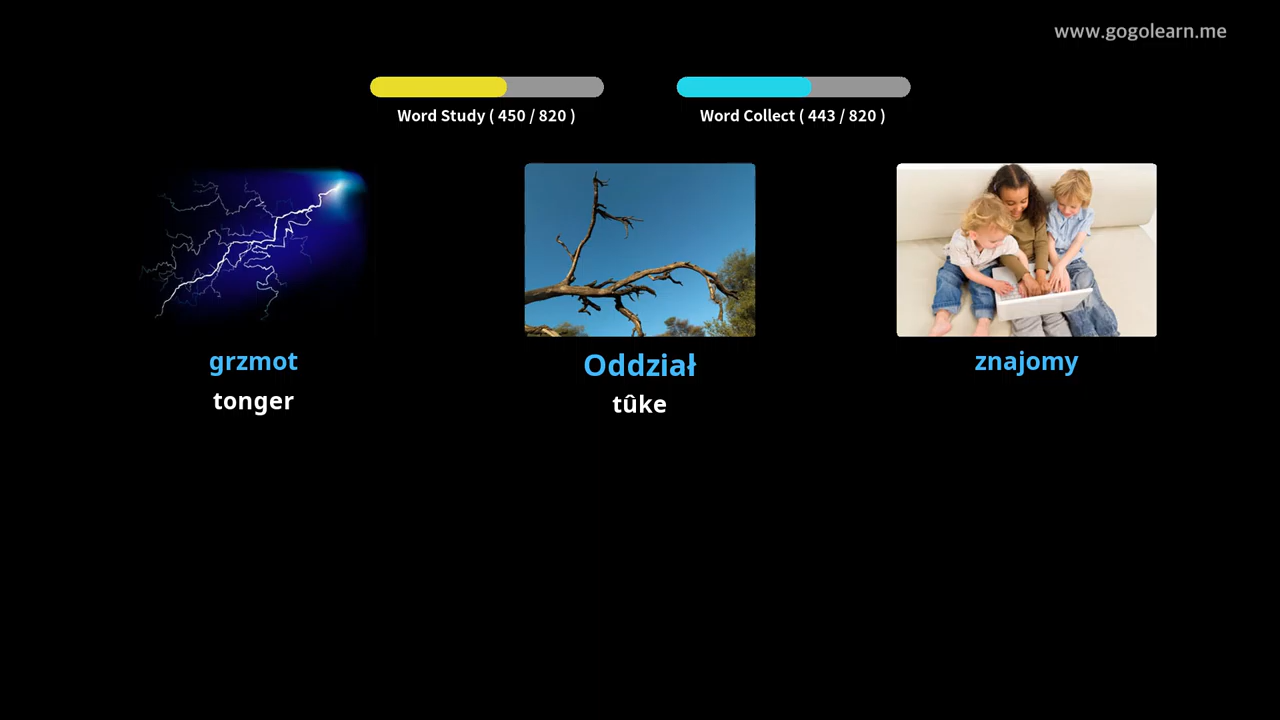 www.gogolearn.me
Word Study ( 450 / 820 )
Word Collect ( 443 / 820 )
grzmot
tonger
Oddział
tûke
znajomy